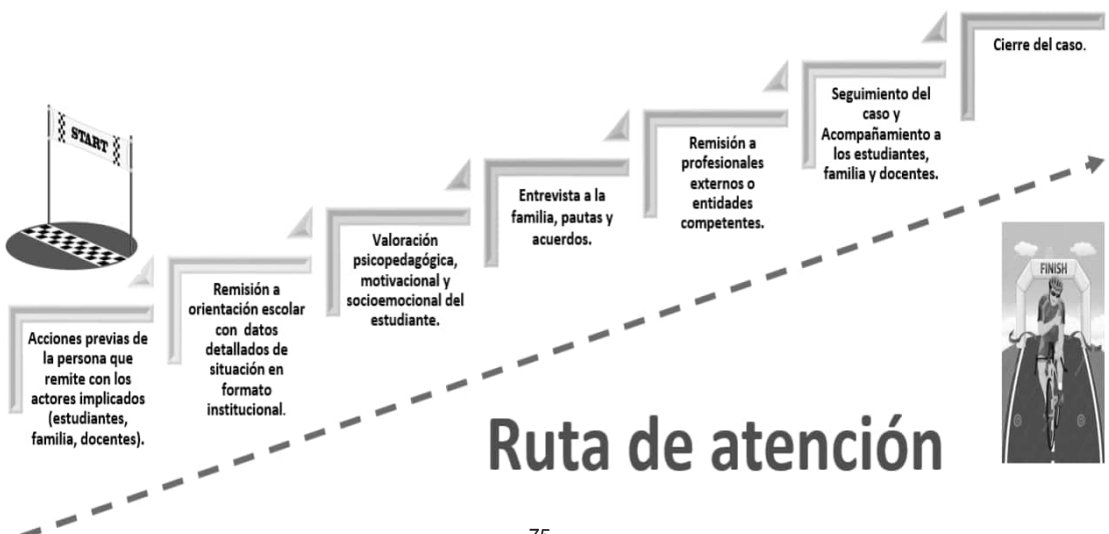 START
Acciones previas de
la persona que
remite con los
actores implicados
(estudiantes,
familia, docentes).
Remisión a
orientación escolar
con datos
detallados de
situación en
formato
institucional.
Valoración
psicopedagógica,
motivacional y
socioemocional del
estudiante.
Entrevista a la
familia, pautas y
acuerdos.
Remisión a
profesionales
externos o
entidades
competentes.
Seguimiento del
caso y
Acompañamiento a
los estudiantes,
familia y docentes.
Cierre del caso.
FINISH
Ruta de atención
75